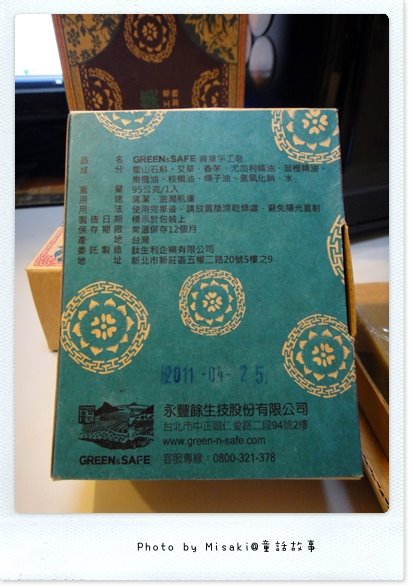 品　名　GREEN&SAFE 青草手工皂
成　分　霍山石斛、艾草、香茅、尤加利精油、苦橙精油、
橄欖油、棕櫚油、椰子油、氫氧化鈉、水
重　量　95公克/1入
用　途　清潔、滋潤肌膚
用　法　使用完畢後，請放置陰涼乾燥處，避免陽光直射
製造日期　標示於包裝上
保存期限　常溫保存12個月
產　地　台灣
委託製造　鈦生利企業有限公司
地　址　新北市新莊區五權二路20號5樓之9
2011-04-25
永豐餘生技股份有限公司
台北市中正區仁愛路二段94號2樓
www.green-n-safe.com
GREEN&SAFE 客服專線：0800-321-378
Photo by Misaki@童話故事